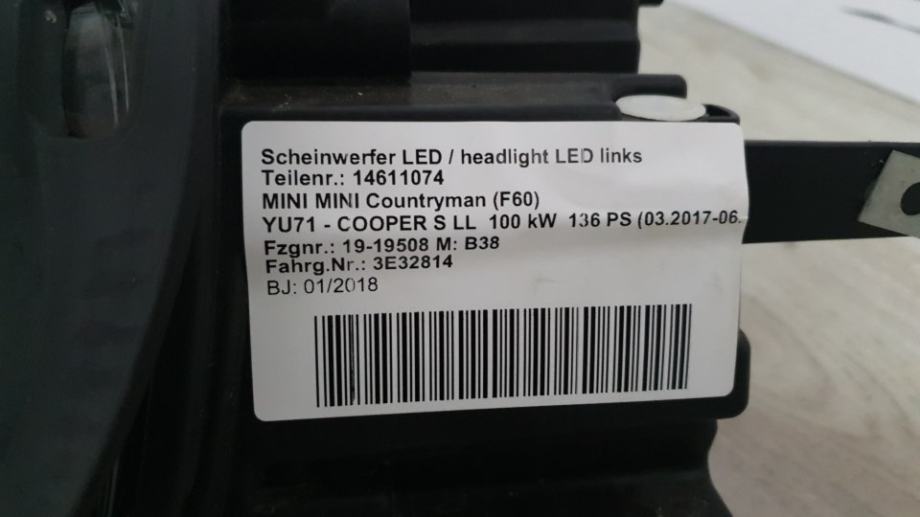 Scheinwerfer LED / headlight LED links
Teilenr.: 14611074
MINI MINI Countryman (F60)
YU71 - COOPER S LL  100 kW  136 PS (03.2017-06.
Fzgnr.: 19-19508 M: B38
Fahrg.Nr.: 3E32814
BJ: 01/2018